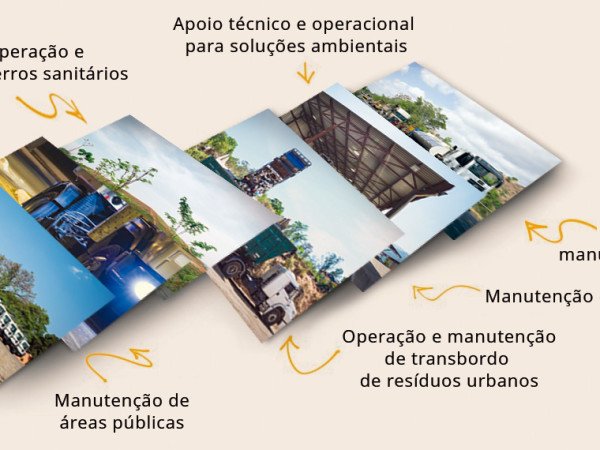 Apoio técnico e operacional
para soluções ambientais
peração e
erros sanitários
manu
Manutenção
Operação e manutenção
de transbordo
de resíduos urbanos
Manutenção de
áreas públicas